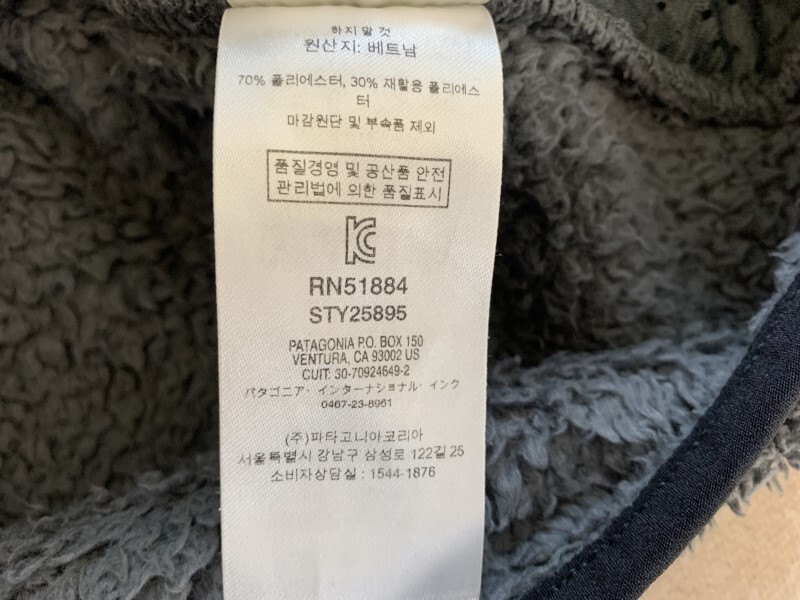 하지 말 것
원산지: 베트남
70% 폴리에스터, 30% 재활용 폴리에스
터
마감원단 및 부속품 제외
품질경영 및 공산품 안전
관리법에 의한 품질표시
RN51884
STY25895
PATAGONIA P.O. BOX 150
VENTURA, CA 93002 US
CUIT: 30-70924649-2
パタゴニア・インターナショナル・インク
0467-23-8961
(주)파타고니아코리아
서울특별시 강남구 삼성로 122길 25
소비자상담실 : 1544-1876